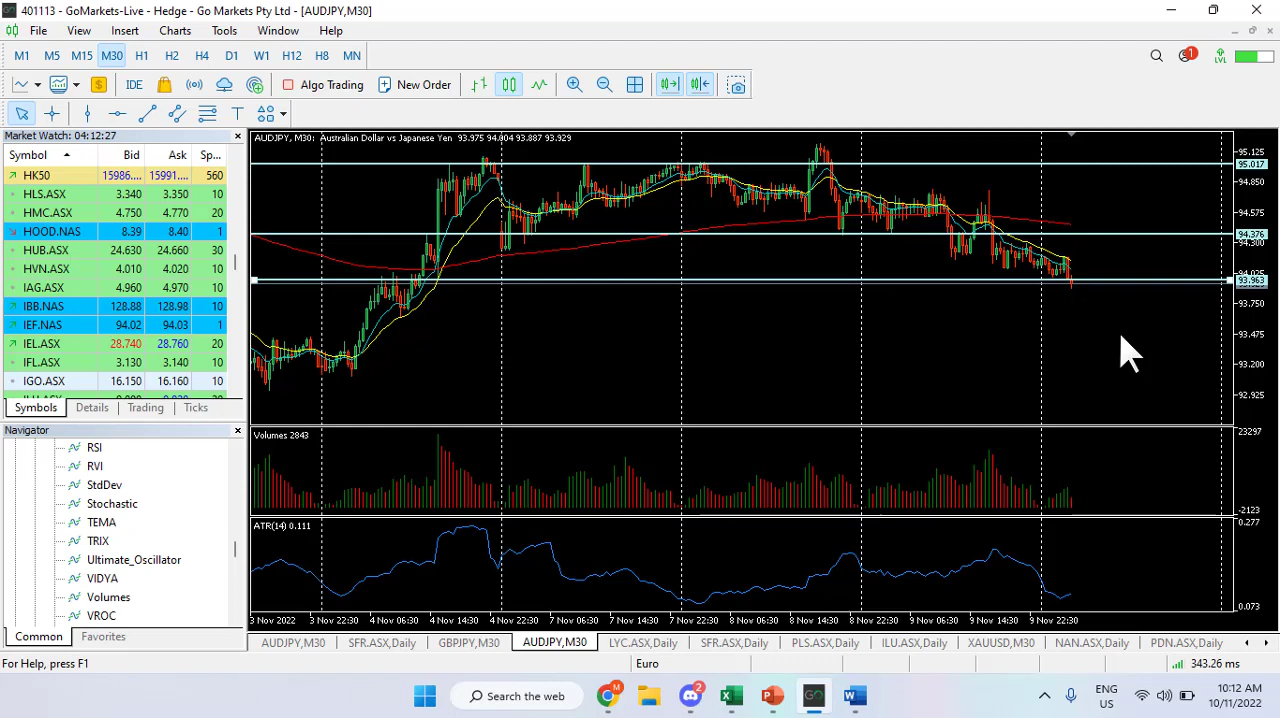 401113 - GoMarkets-Live - Hedge - Go Markets Pty Ltd - [AUDJPY,M30]
File View Insert Charts Tools Window Help
M1 M5 M15 M30 H1 H2 H4 D1 W1 H12 H8 MN
1 LVL
IDE Algo Trading New Order
Market Watch: 04:12:27
Symbol Bid Ask Sp...
HK50 15986.... 15991.... 560
HLS.ASX 3.340 3.350 10
HMC.ASX 4.750 4.770 20
HOOD.NAS 8.39 8.40 1
HUB.ASX 24.630 24.660 30
HVN.ASX 4.010 4.020 10
IAG.ASX 4.960 4.970 10
IBB.NAS 128.88 128.98 10
IEF.NAS 94.02 94.03 1
IEL.ASX 28.740 28.760 20
IFL.ASX 3.130 3.140 10
IGO.ASX 16.150 16.160 10
Symbols Details Trading Ticks
Navigator
RSI
RVI
StdDev
Stochastic
TEMA
TRIX
Ultimate_Oscillator
VIDYA
Volumes
VROC
Common Favorites
AUDJPY, M30: Australian Dollar vs Japanese Yen 93.975 94.004 93.887 93.929
95.125
95.017
94.850
94.575
94.376
94.300
94.025
93.963
93.750
93.475
93.200
92.925
Volumes 2843
23297
-2123
ATR(14) 0.111
0.277
0.073
3 Nov 2022 3 Nov 22:30 4 Nov 06:30 4 Nov 14:30 4 Nov 22:30 7 Nov 06:30 7 Nov 14:30 7 Nov 22:30 8 Nov 06:30 8 Nov 14:30 8 Nov 22:30 9 Nov 06:30 9 Nov 14:30 9 Nov 22:30
AUDJPY,M30 SFR.ASX,Daily GBPJPY,M30 AUDJPY,M30 LYC.ASX,Daily SFR.ASX,Daily PLS.ASX,Daily ILU.ASX,Daily XAUUSD,M30 NAN.ASX,Daily PDN.ASX,Daily
For Help, press F1 Euro 343.26 ms
Search the web M 2 X P GO W
ENG
US
10:12 AM
10/11/2022